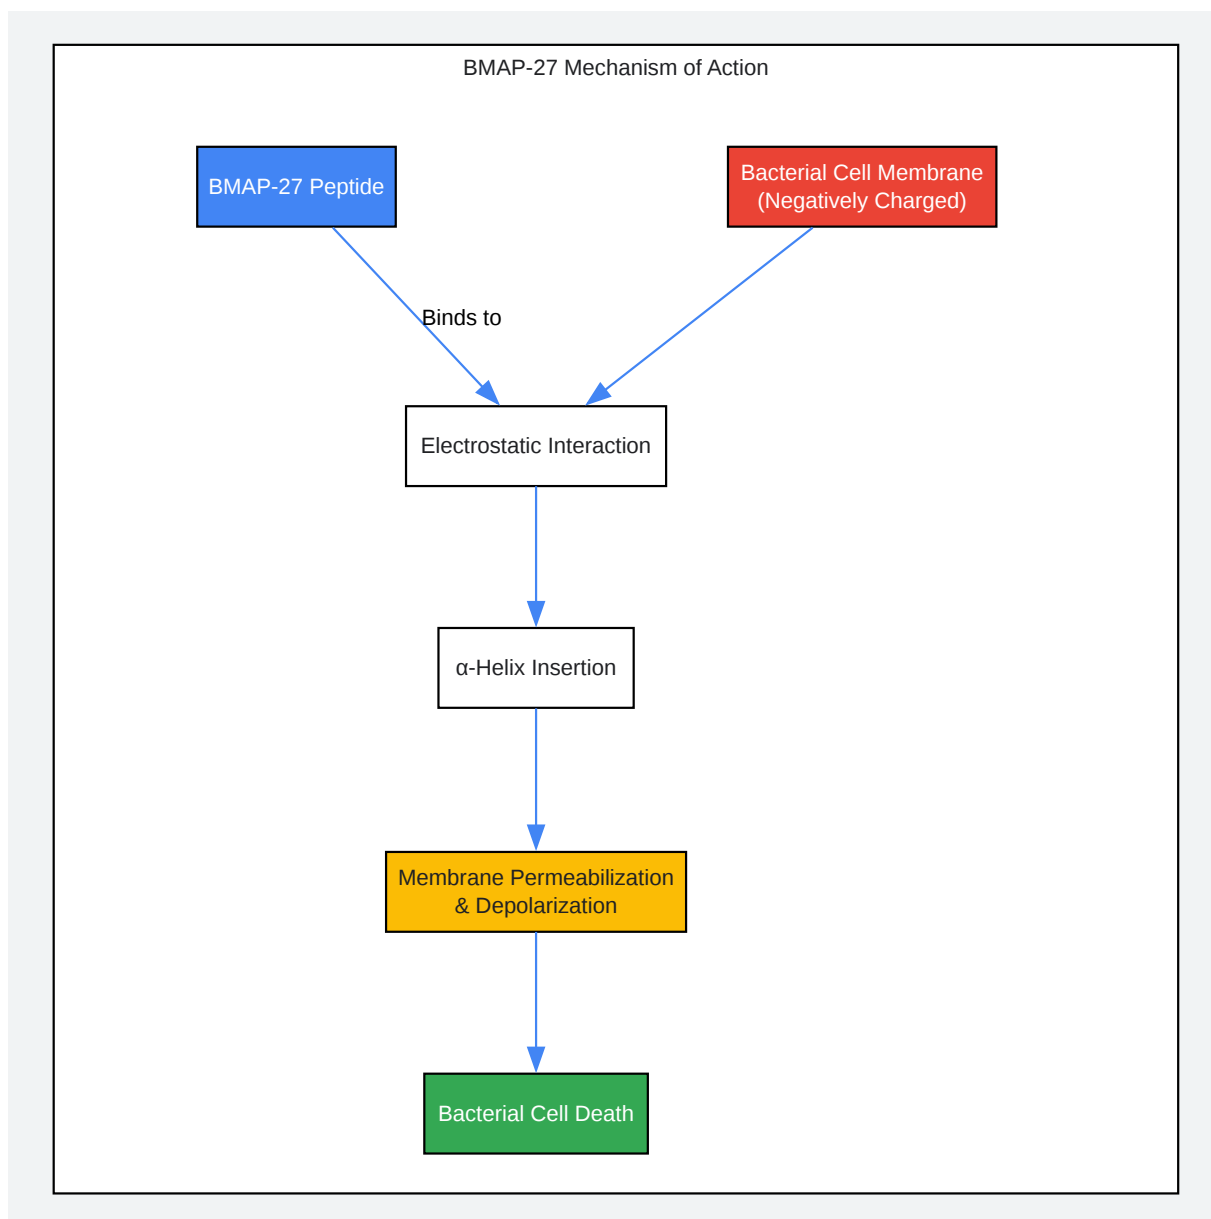 BMAP-27 Mechanism of Action
BMAP-27 Peptide
Bacterial Cell Membrane
(Negatively Charged)
Binds to
Electrostatic Interaction
α-Helix Insertion
Membrane Permeabilization
& Depolarization
Bacterial Cell Death